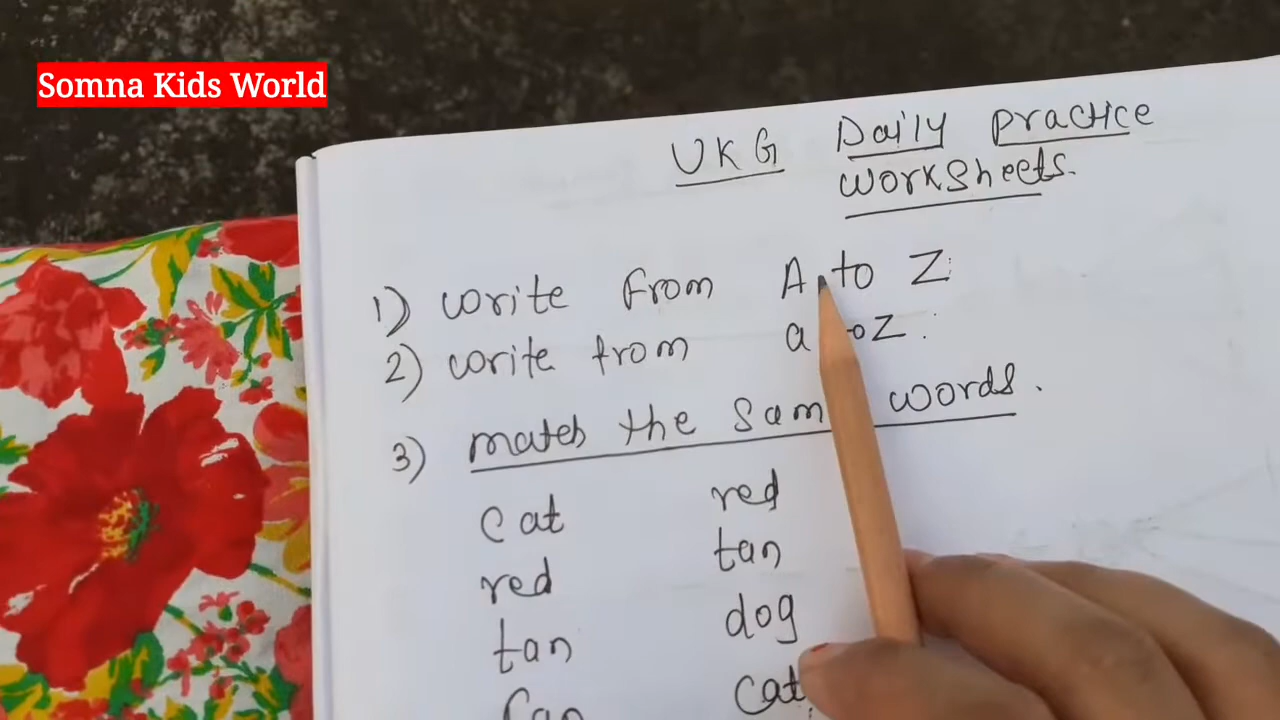 Somna Kids World
UKG Daily Practice
Worksheets.
1) write from A to Z
2) write from a to z.
3) match the Sam words.
cat red
red tan
tan dog
cat